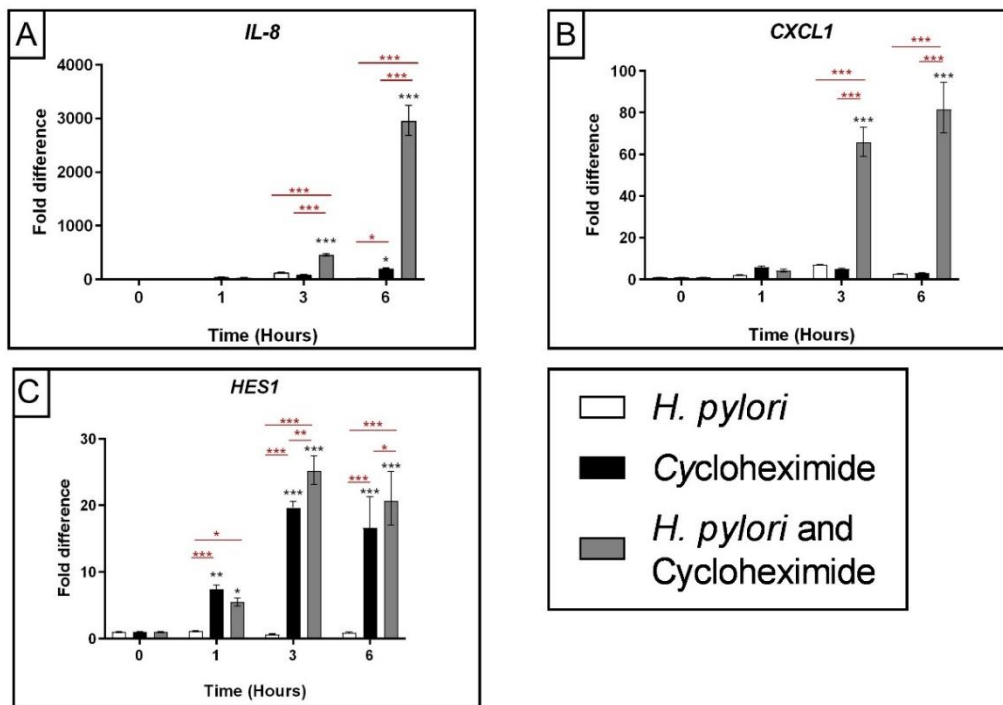 A
IL-8
Fold difference
4000
3000
2000
1000
0
***
***
***
***
***
***
*
*
0 1 3 6
Time (Hours)
B
CXCL1
Fold difference
100
80
60
40
20
0
***
***
***
***
***
***
0 1 3 6
Time (Hours)
C
HES1
Fold difference
30
20
10
0
*
***
**
*
***
**
***
***
***
***
*
***
***
***
0 1 3 6
Time (Hours)
H. pylori
Cycloheximide
H. pylori and
Cycloheximide